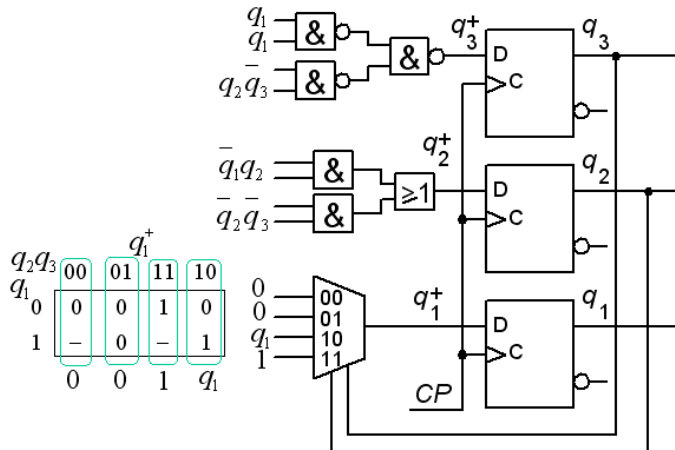 q₁
q₁
&
q₂q̄₃
&
&
q₃⁺
D
C
q₃
q̄₁q₂
&
q̄₂q̄₃
&
≥1
q₂⁺
D
C
q₂
q₁⁺
q₂q₃
00 01 11 10
q₁
0 0 0 1 0
1 – 0 – 1
0 0 1 q₁
0
0
q₁
1
00
01
10
11
q₁⁺
D
C
q₁
CP